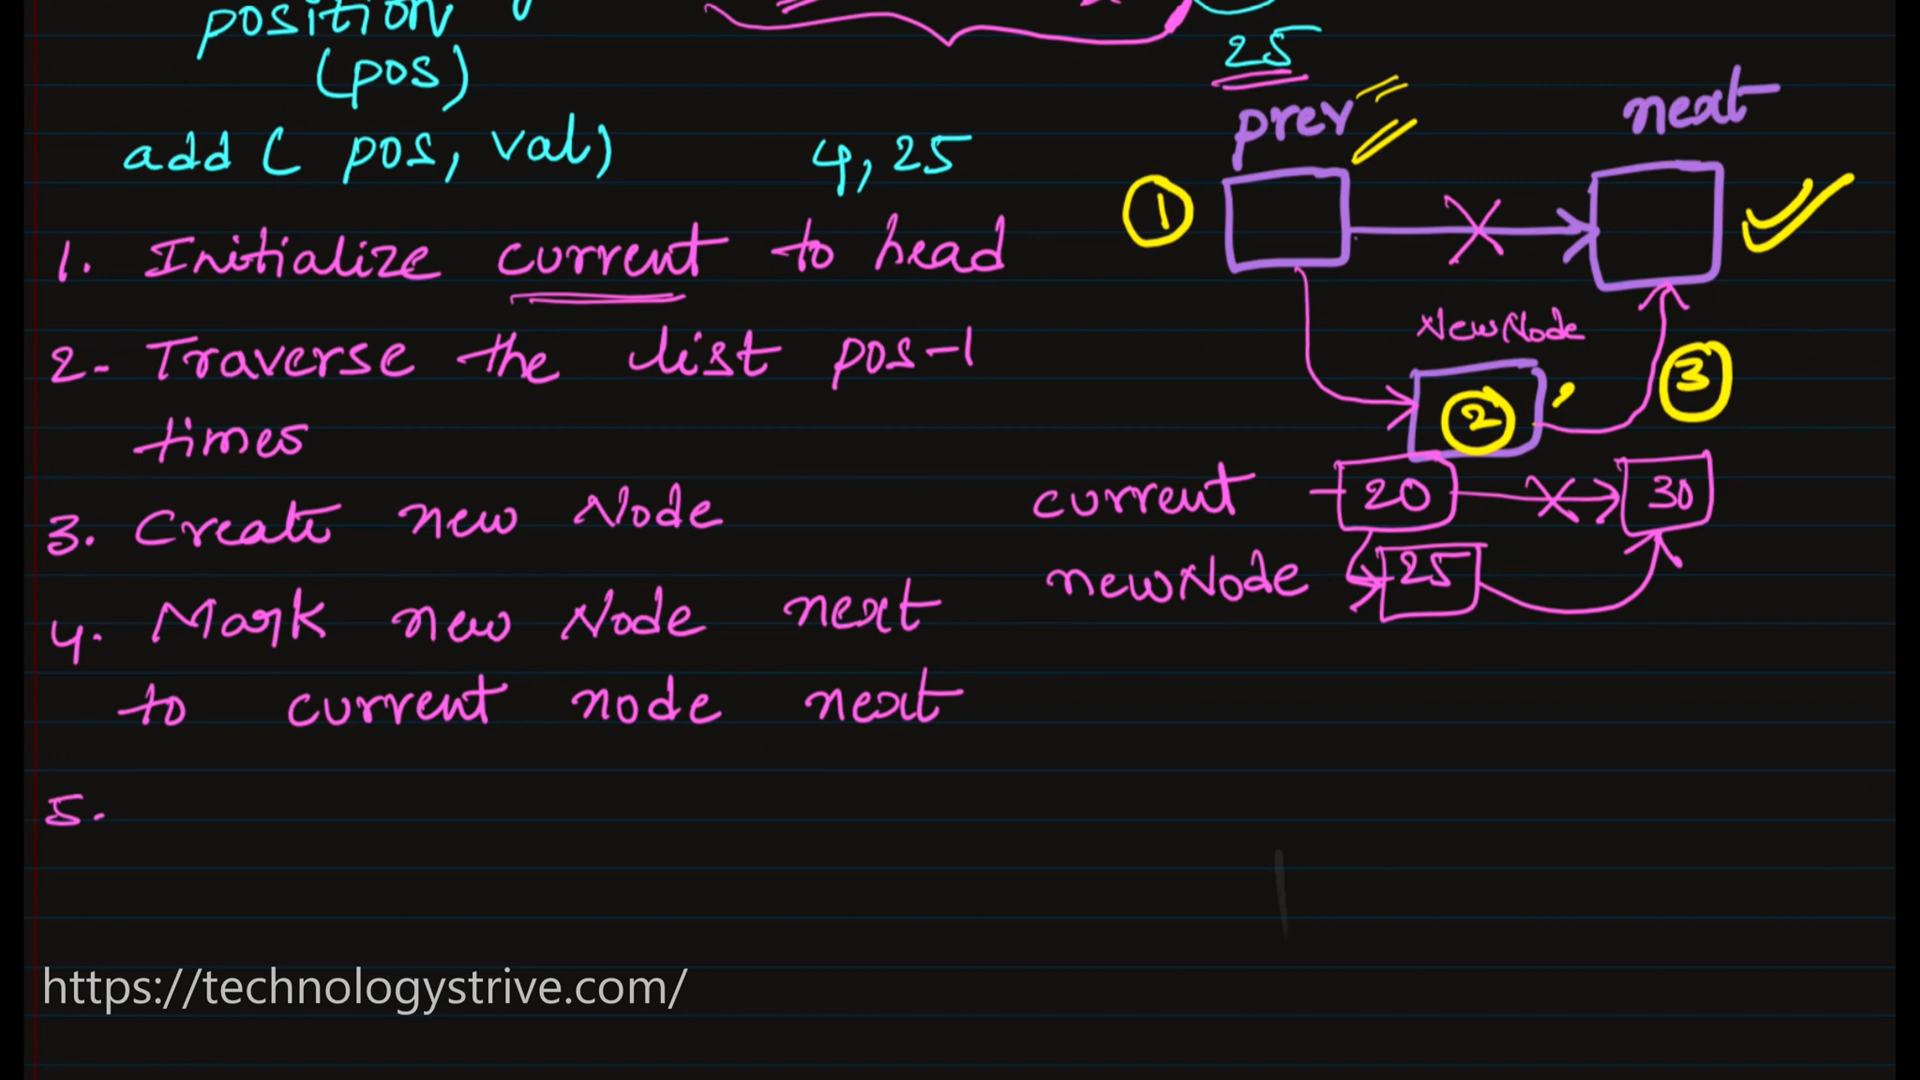 position
(pos)
25
add ( pos, val)
4, 25
prev
next
1
1. Initialize current to head
NewNode
2. Traverse the list pos-1
times
2
3
current
20
30
3. Create new Node
newNode
25
4. Mark new Node next
to current node next
5.
https://technologystrive.com/